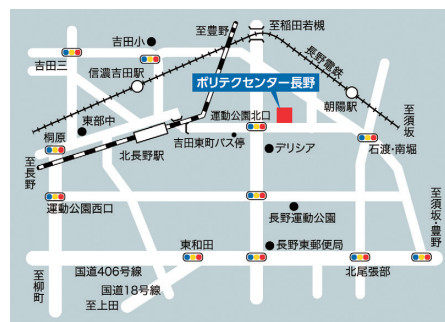 至豊野
至稲田若槻
吉田小
長野電鉄
吉田三
信濃吉田駅
ポリテクセンター長野
朝陽駅
至須坂
運動公園北口
桐原
東部中
吉田東町バス停
石渡・南堀
北長野駅
デリシア
至長野
運動公園西口
長野運動公園
至須坂・豊野
東和田
長野東郵便局
北尾張部
国道406号線
至柳町
国道18号線
至上田